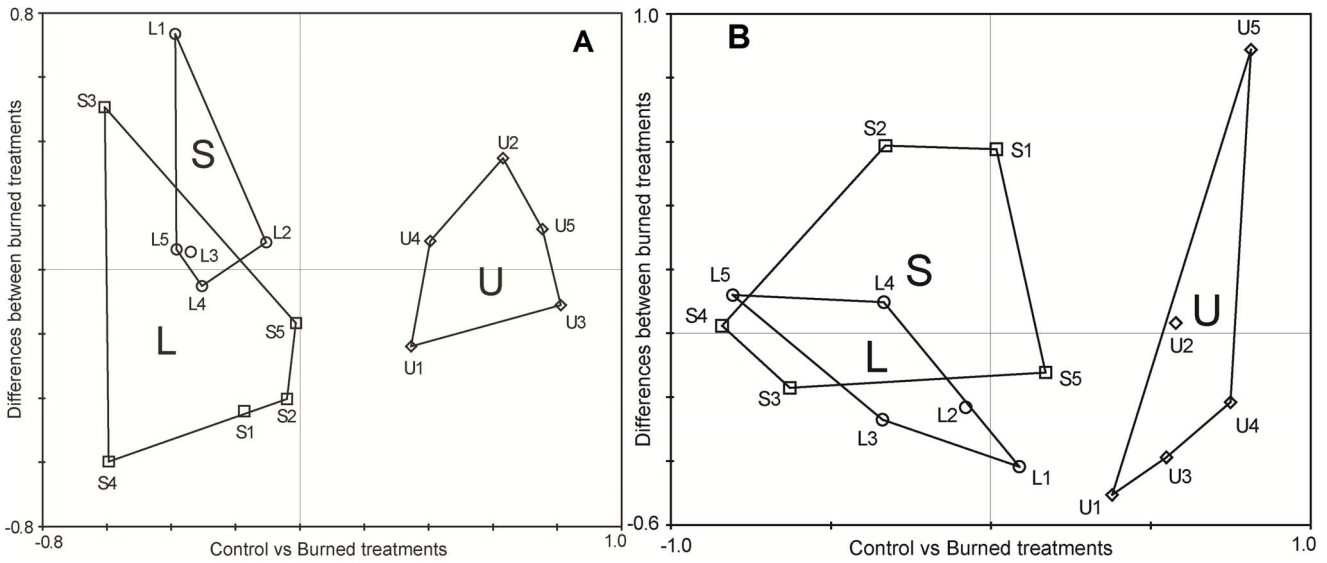 0.8
A
L1
S3
S
U2
L5
L3
L2
U4
U5
L4
U
L
S5
U3
U1
S1
S2
S4
-0.8
-0.8
1.0
Control vs Burned treatments
Differences between burned treatments
1.0
B
U5
S2
S1
S
L5
L4
S4
U
U2
L
S3
S5
L2
L3
U4
U3
L1
U1
-0.6
-1.0
1.0
Control vs Burned treatments
Differences between burned treatments